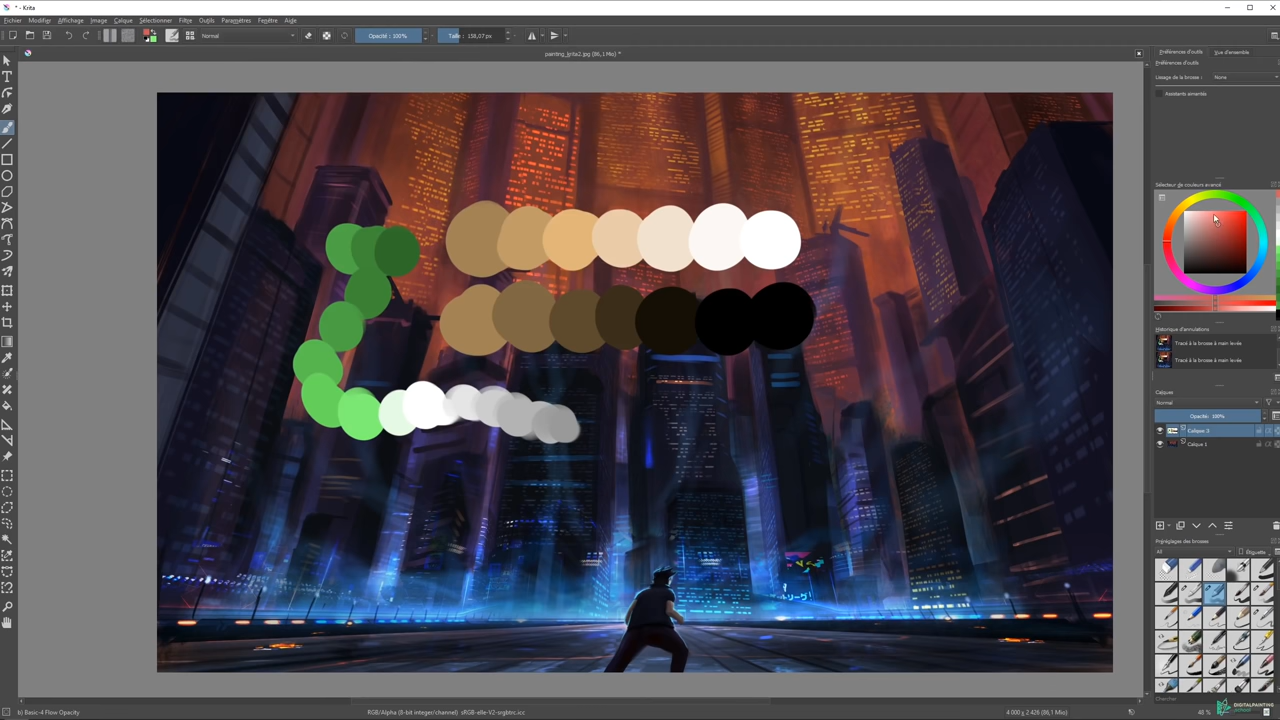 * - Krita
Fichier Modifier Affichage Image Calque Sélectionner Filtre Outils Paramètres Fenêtre Aide
Normal Opacité : 100% Taille : 158,07 px
painting_krita2.jpg (86,1 Mio) *
Préférences d'outils Vue d'ensemble
Préférences d'outils
Lissage de la brosse : None
Assistants aimantés
Sélecteur de couleurs avancé
Historique d'annulations
Tracé à la brosse à main levée
Tracé à la brosse à main levée
Calques
Normal
Opacité: 100%
Calque 3
Calque 1
Préréglages des brosses
All Étiquette
Chercher
b) Basic-4 Flow Opacity RGB/Alpha (8-bit integer/channel) sRGB-elle-V2-srgbtrc.icc 4 000 x 2 426 (86,1 Mio) 48 %
DIGITALPAINTING